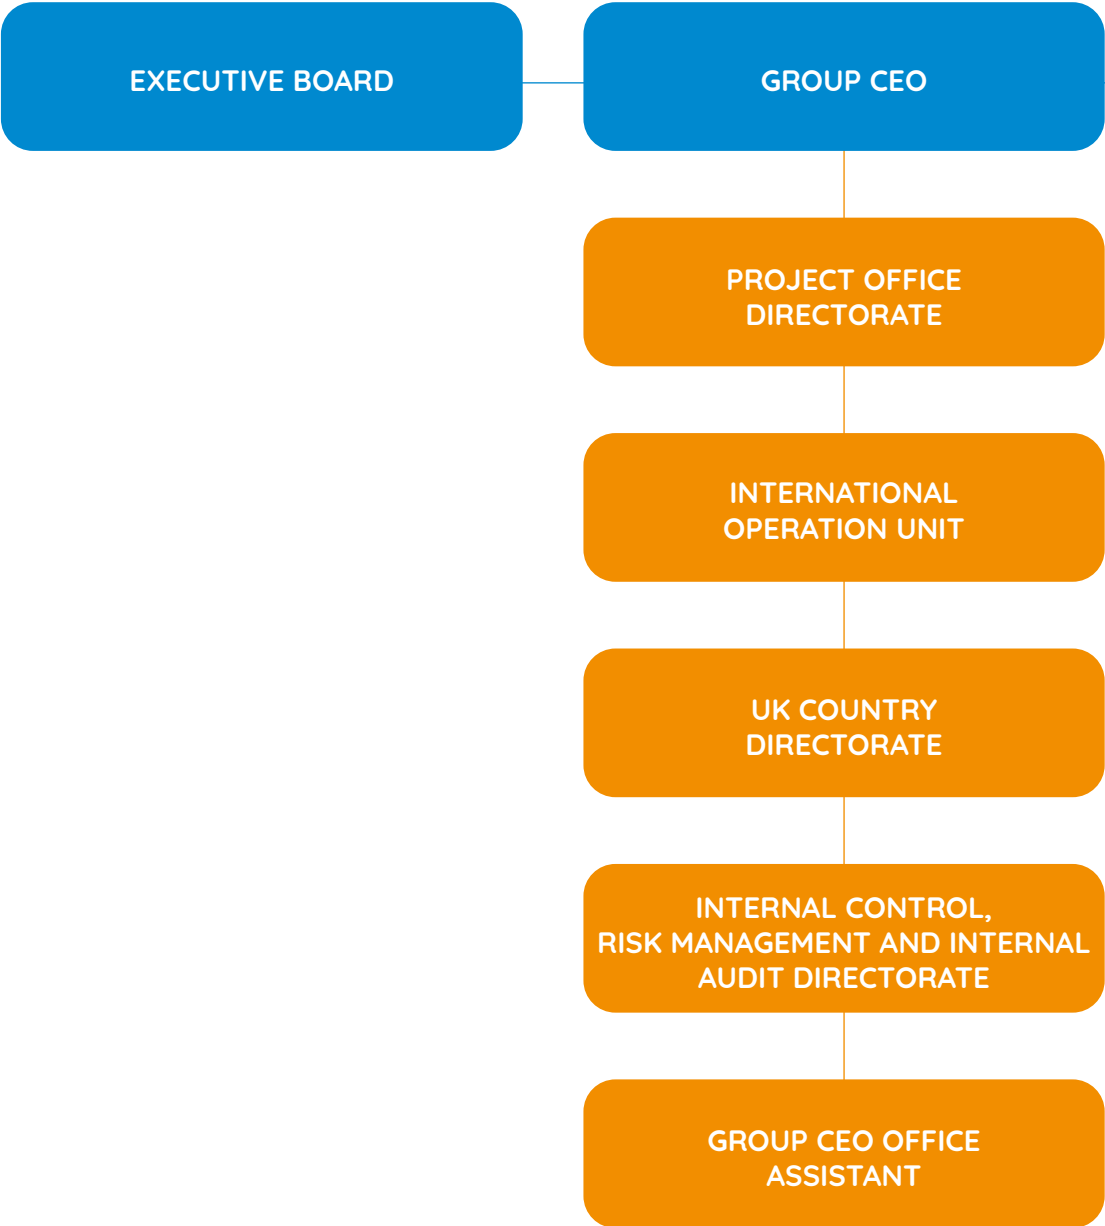 EXECUTIVE BOARD
GROUP CEO
PROJECT OFFICE
DIRECTORATE
INTERNATIONAL
OPERATION UNIT
UK COUNTRY
DIRECTORATE
INTERNAL CONTROL,
RISK MANAGEMENT AND INTERNAL
AUDIT DIRECTORATE
GROUP CEO OFFICE
ASSISTANT